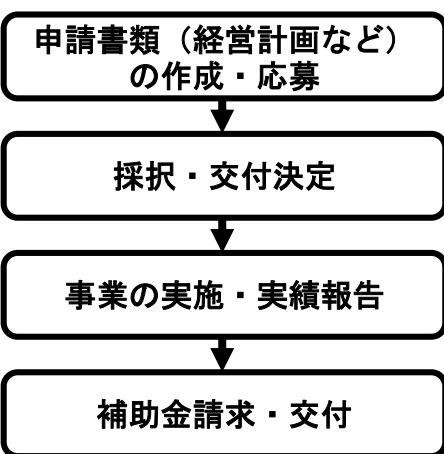 申請書類（経営計画など）
の作成・応募
採択・交付決定
事業の実施・実績報告
補助金請求・交付